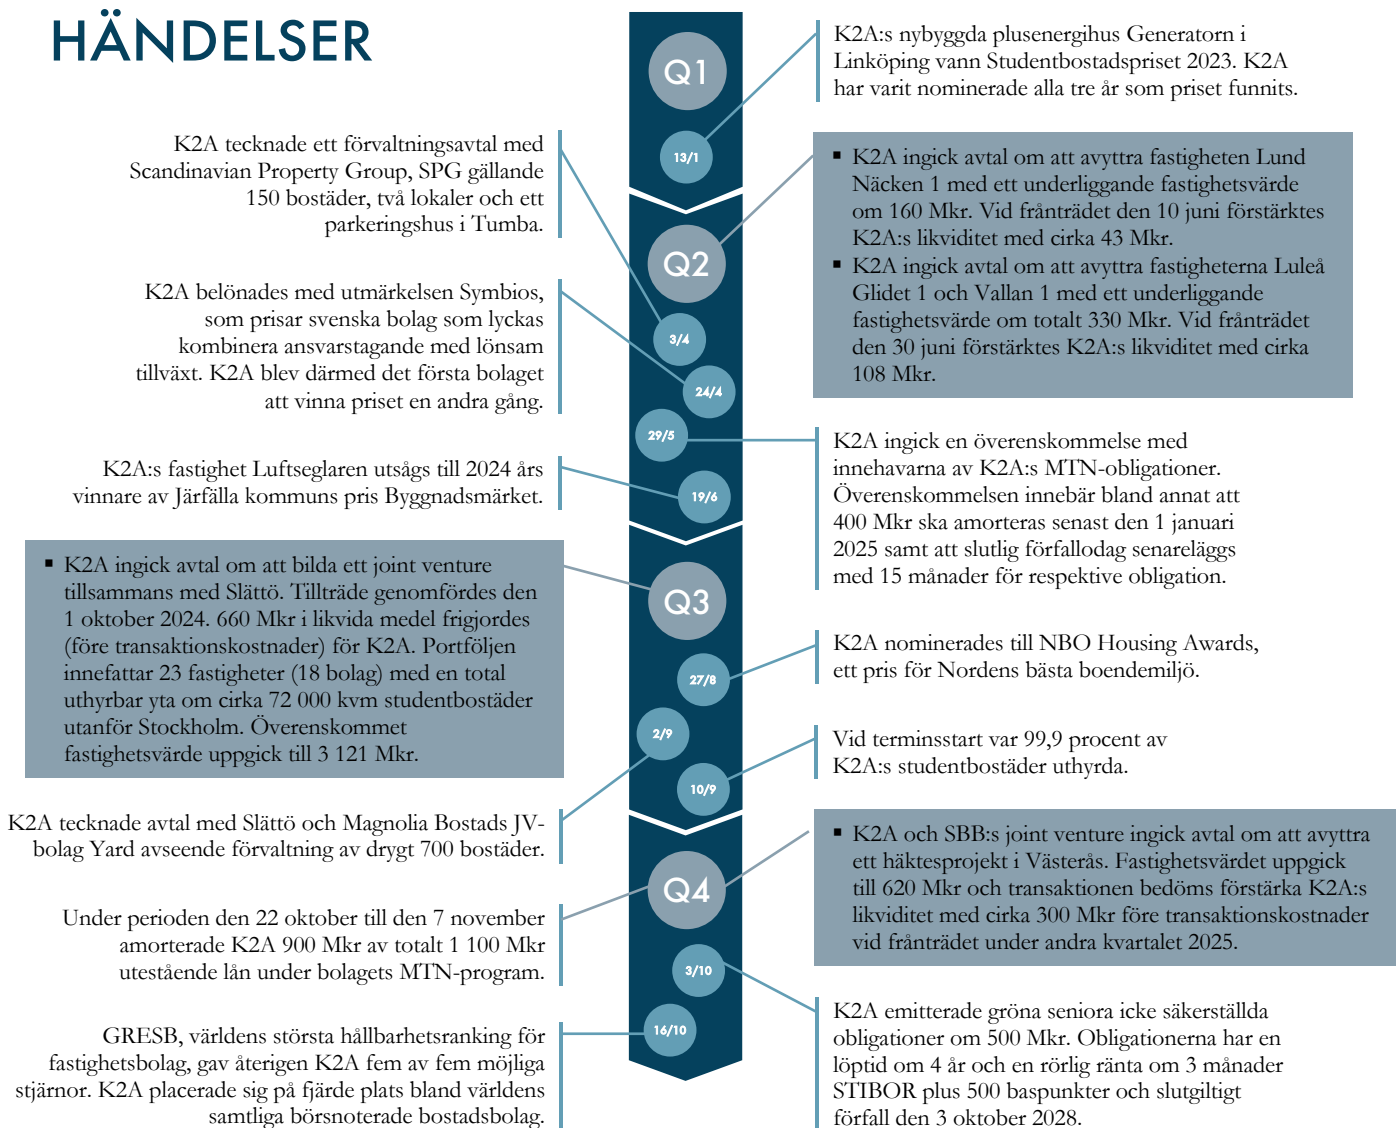 HÄNDELSER
Q1
13/1
K2A:s nybyggda plusenergihus Generatorn i
Linköping vann Studentbostadspriset 2023. K2A
har varit nominerade alla tre år som priset funnits.
K2A tecknade ett förvaltningsavtal med
Scandinavian Property Group, SPG gällande
150 bostäder, två lokaler och ett
parkeringshus i Tumba.
▪ K2A ingick avtal om att avyttra fastigheten Lund
Näcken 1 med ett underliggande fastighetsvärde
om 160 Mkr. Vid frånträdet den 10 juni förstärktes
K2A:s likviditet med cirka 43 Mkr.
▪ K2A ingick avtal om att avyttra fastigheterna Luleå
Glidet 1 och Vallan 1 med ett underliggande
fastighetsvärde om totalt 330 Mkr. Vid frånträdet
den 30 juni förstärktes K2A:s likviditet med cirka
108 Mkr.
Q2
3/4
24/4
29/5
19/6
K2A belönades med utmärkelsen Symbios,
som prisar svenska bolag som lyckas
kombinera ansvarstagande med lönsam
tillväxt. K2A blev därmed det första bolaget
att vinna priset en andra gång.
K2A ingick en överenskommelse med
innehavarna av K2A:s MTN-obligationer.
Överenskommelsen innebär bland annat att
400 Mkr ska amorteras senast den 1 januari
2025 samt att slutlig förfallodag senareläggs
med 15 månader för respektive obligation.
K2A:s fastighet Luftseglaren utsågs till 2024 års
vinnare av Järfälla kommuns pris Byggnadsmärket.
▪ K2A ingick avtal om att bilda ett joint venture
tillsammans med Slättö. Tillträde genomfördes den
1 oktober 2024. 660 Mkr i likvida medel frigjordes
(före transaktionskostnader) för K2A. Portföljen
innefattar 23 fastigheter (18 bolag) med en total
uthyrbar yta om cirka 72 000 kvm studentbostäder
utanför Stockholm. Överenskommet
fastighetsvärde uppgick till 3 121 Mkr.
Q3
27/8
2/9
10/9
K2A nominerades till NBO Housing Awards,
ett pris för Nordens bästa boendemiljö.
Vid terminsstart var 99,9 procent av
K2A:s studentbostäder uthyrda.
K2A tecknade avtal med Slättö och Magnolia Bostads JV-
bolag Yard avseende förvaltning av drygt 700 bostäder.
▪ K2A och SBB:s joint venture ingick avtal om att avyttra
ett häktesprojekt i Västerås. Fastighetsvärdet uppgick
till 620 Mkr och transaktionen bedöms förstärka K2A:s
likviditet med cirka 300 Mkr före transaktionskostnader
vid frånträdet under andra kvartalet 2025.
Q4
3/10
16/10
Under perioden den 22 oktober till den 7 november
amorterade K2A 900 Mkr av totalt 1 100 Mkr
utestående lån under bolagets MTN-program.
K2A emitterade gröna seniora icke säkerställda
obligationer om 500 Mkr. Obligationerna har en
löptid om 4 år och en rörlig ränta om 3 månader
STIBOR plus 500 baspunkter och slutgiltigt
förfall den 3 oktober 2028.
GRESB, världens största hållbarhetsranking för
fastighetsbolag, gav återigen K2A fem av fem möjliga
stjärnor. K2A placerade sig på fjärde plats bland världens
samtliga börsnoterade bostadsbolag.